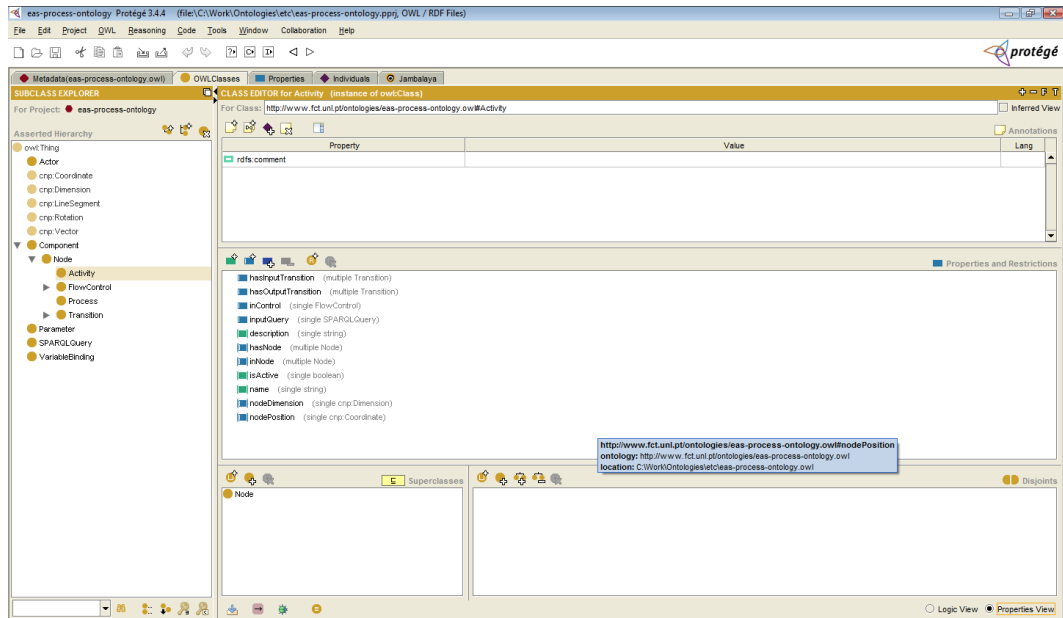 eas-process-ontology Protégé 3.4.4 (file:\C:\Work\Ontologies\etc\eas-process-ontology.pprj, OWL / RDF Files)
File Edit Project OWL Reasoning Code Tools Window Collaboration Help
protégé
Metadata(eas-process-ontology.owl) OWLClasses Properties Individuals Jambalaya
SUBCLASS EXPLORER
For Project: eas-process-ontology
Asserted Hierarchy
owl:Thing
Actor
cnp:Coordinate
cnp:Dimension
cnp:LineSegment
cnp:Rotation
cnp:Vector
Component
Node
Activity
FlowControl
Process
Transition
Parameter
SPARQLQuery
VariableBinding
CLASS EDITOR for Activity (instance of owl:Class)
For Class: http://www.fct.unl.pt/ontologies/eas-process-ontology.owl#Activity
Inferred View
Annotations
Property Value Lang
rdfs:comment
Properties and Restrictions
hasInputTransition (multiple Transition)
hasOutputTransition (multiple Transition)
inControl (single FlowControl)
inputQuery (single SPARQLQuery)
description (single string)
hasNode (multiple Node)
inNode (multiple Node)
isActive (single boolean)
name (single string)
nodeDimension (single cnp:Dimension)
nodePosition (single cnp:Coordinate)
http://www.fct.unl.pt/ontologies/eas-process-ontology.owl#nodePosition
ontology: http://www.fct.unl.pt/ontologies/eas-process-ontology.owl
location: C:\Work\Ontologies\etc\eas-process-ontology.owl
Superclasses
Node
Disjoints
Logic View Properties View